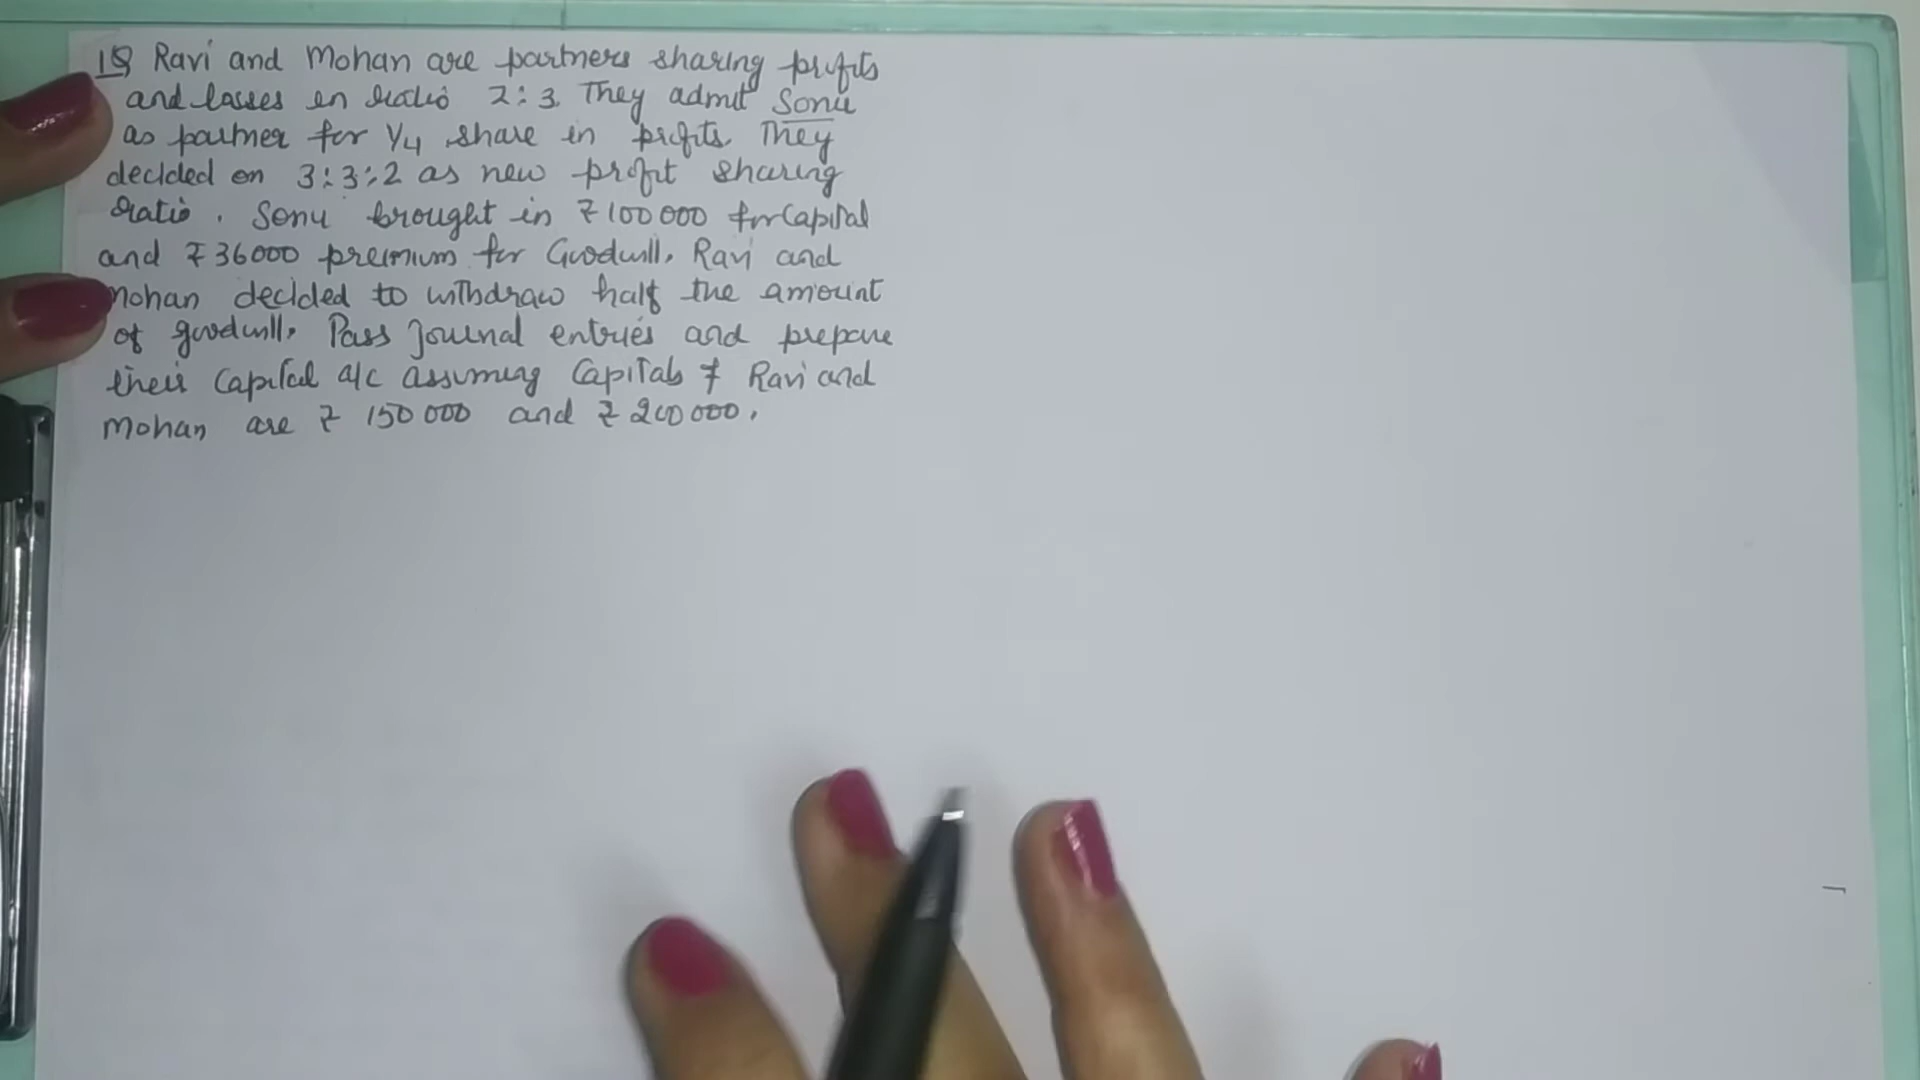 1Q Ravi and Mohan are partners sharing profits
and losses in ratio 2:3. They admit Sonu
as partner for 1/4 share in profits. They
decided on 3:3:2 as new profit sharing
ratio. Sonu brought in ₹100000 for Capital
and ₹36000 premium for Goodwill. Ravi and
Mohan decided to withdraw half the amount
of goodwill. Pass Journal entries and prepare
their Capital a/c assuming Capitals of Ravi and
Mohan are ₹ 150000 and ₹ 200000.